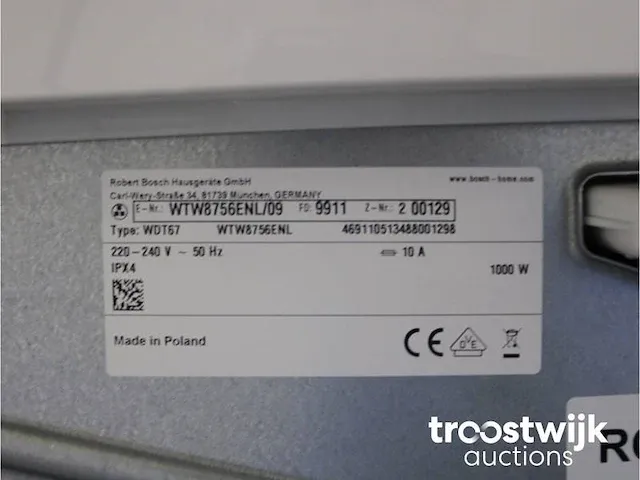 Robert Bosch Hausgeräte GmbH
www.bosch-home.com
Carl-Wery-Straße 34, 81739 München, GERMANY
E-Nr.: WTW8756ENL/09 FD: 9911 Z-Nr.: 2 00129
Type: WDT67 WTW8756ENL 469110513488001298
220-240 V ~ 50 Hz 10 A
IPX4 1000 W
Made in Poland
CE DVE
troostwijk
auctions